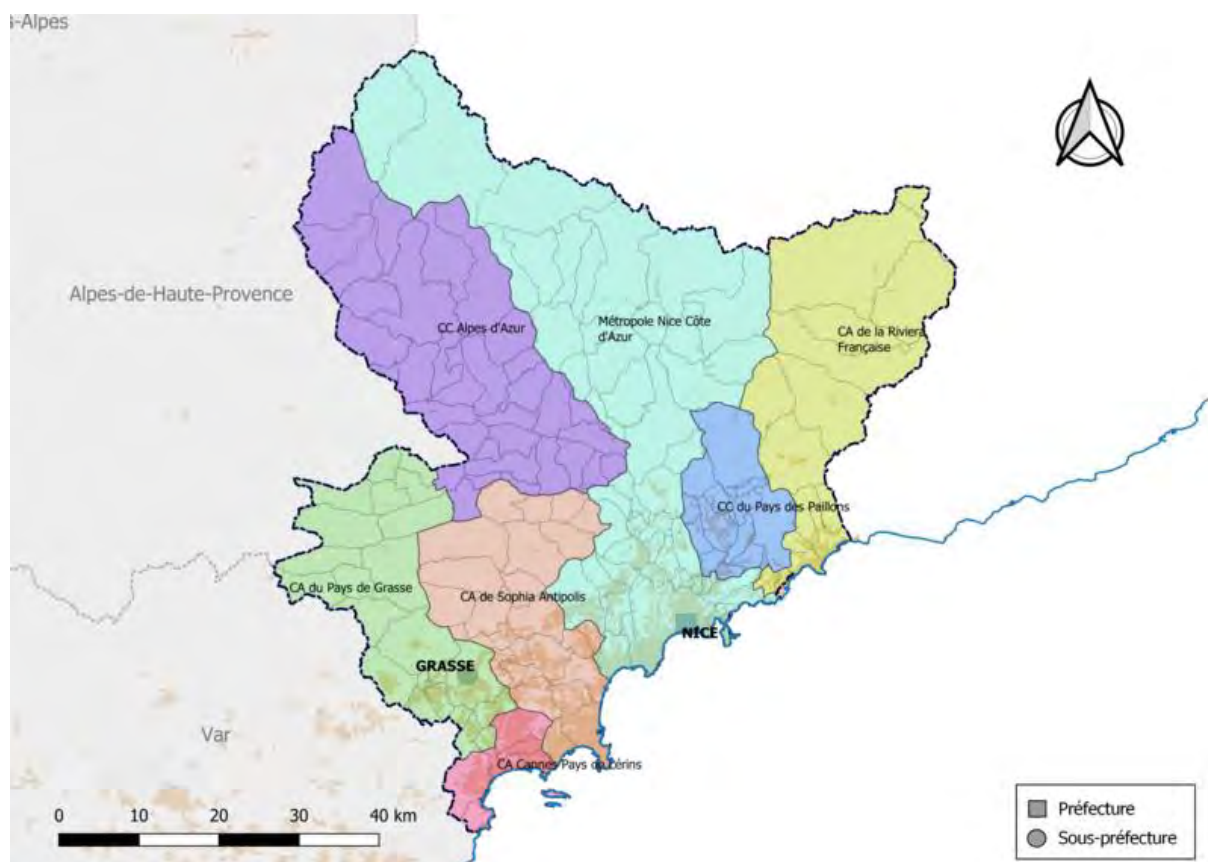 s-Alpes
Alpes-de-Haute-Provence
CC Alpes d'Azur
Métropole Nice Côte
d'Azur
CA de la Riviera
Française
CC du Pays des Paillons
CA du Pays de Grasse
CA de Sophia Antipolis
NICE
GRASSE
Var
CA Cannes Pays de Lérins
0 10 20 30 40 km
Préfecture
Sous-préfecture